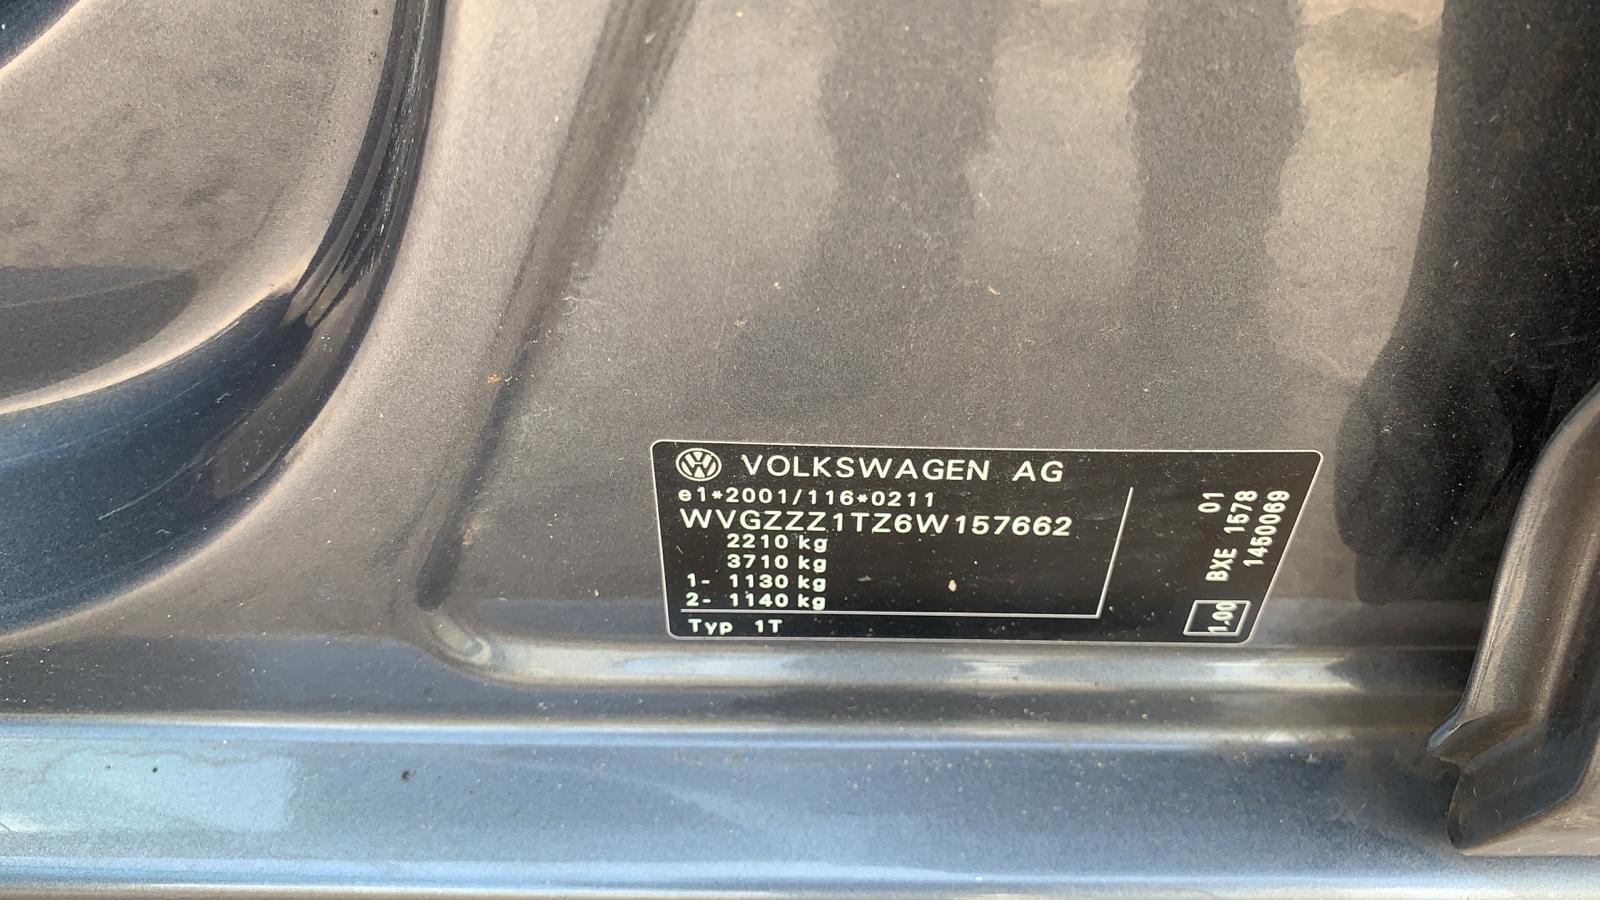 VOLKSWAGEN AG
e1*2001/116*0211
WVGZZZ1TZ6W157662
2210 kg
3710 kg
1- 1130 kg
2- 1140 kg
Typ 1T
01
BXE 1578
1450069
1.00